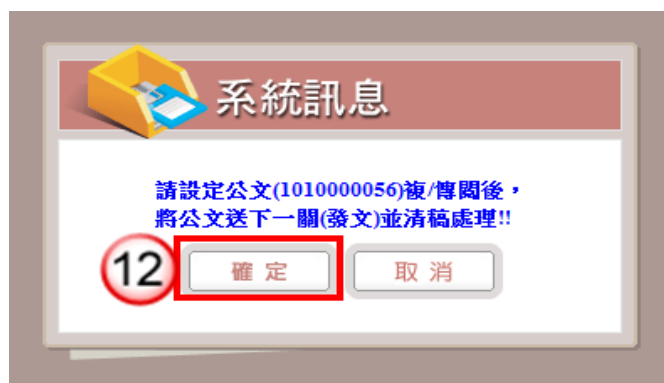 系統訊息
請設定公文(1010000056)複/傳閱後，
將公文送下一關(發文)並清稿處理!!
12 確 定 取 消